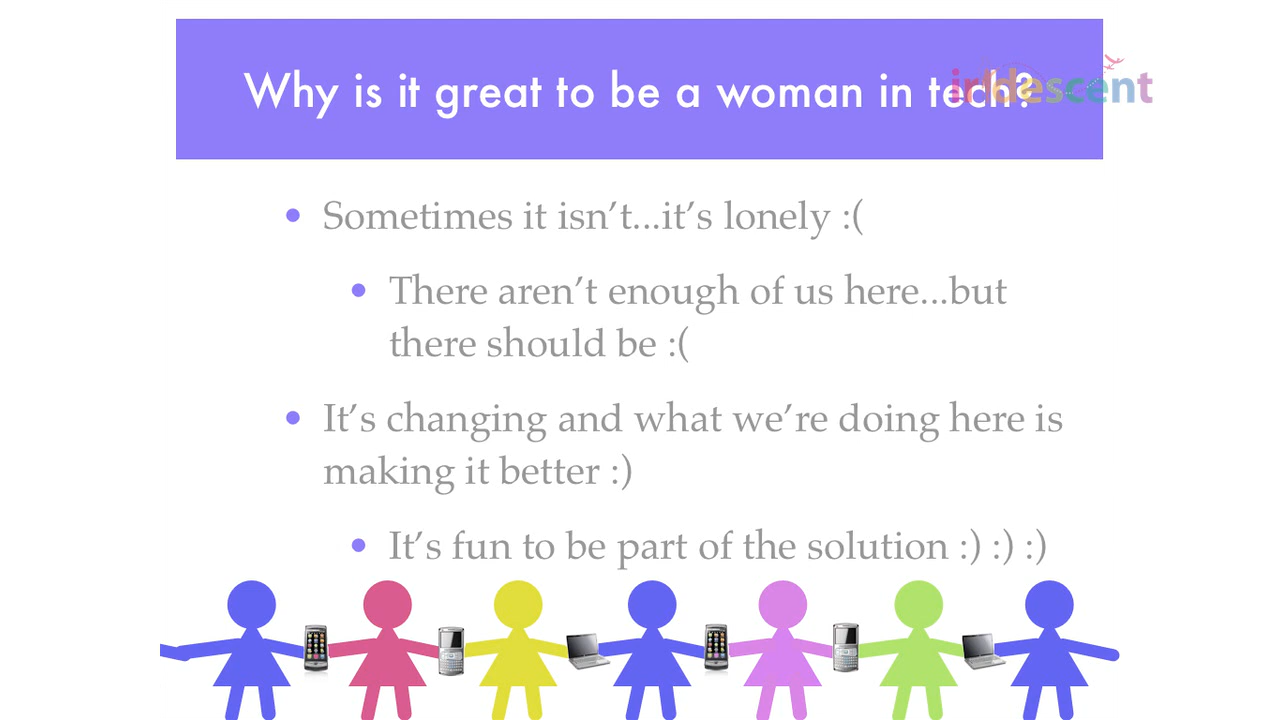 Why is it great to be a woman in tech?
iridescent
• Sometimes it isn’t...it’s lonely :(
• There aren’t enough of us here...but
there should be :(
• It’s changing and what we’re doing here is
making it better :)
• It’s fun to be part of the solution :) :) :)